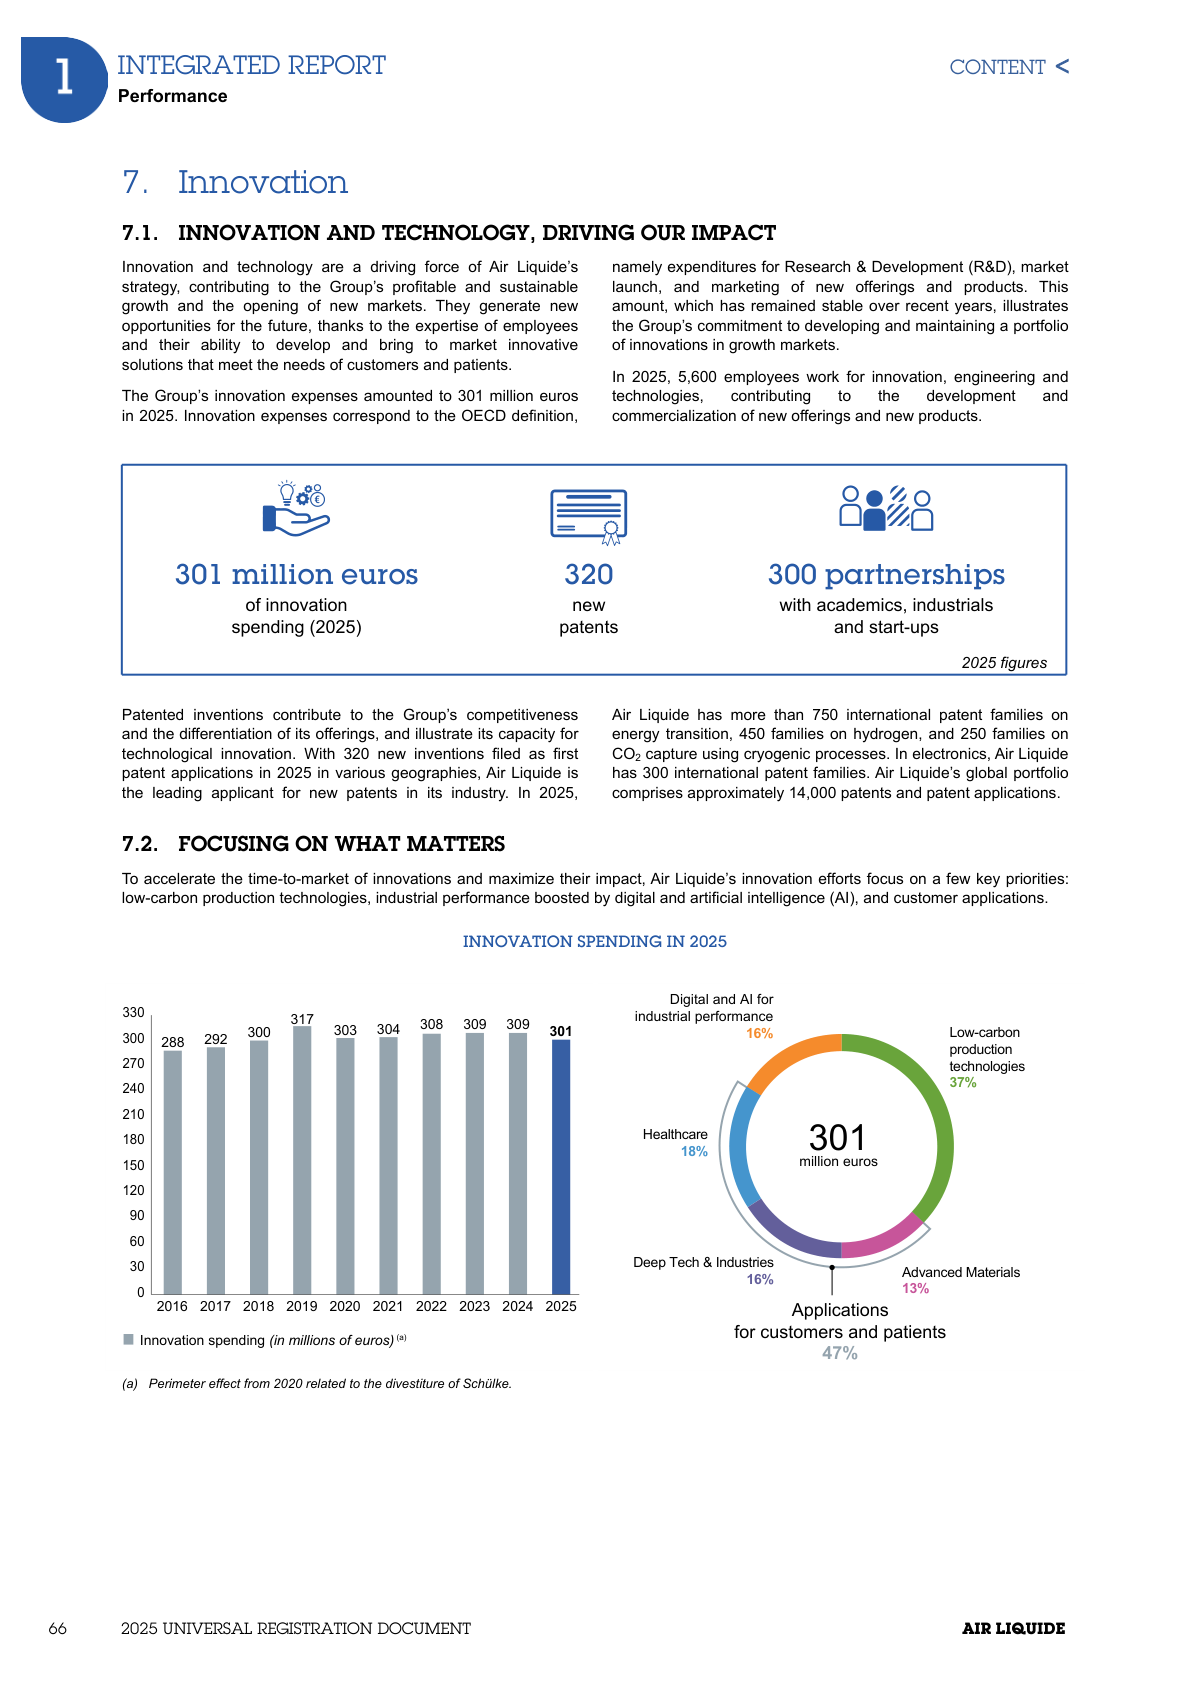 1
INTEGRATED REPORT
CONTENT <
Performance
7. Innovation
7.1. INNOVATION AND TECHNOLOGY, DRIVING OUR IMPACT
Innovation and technology are a driving force of Air Liquide’s
strategy, contributing to the Group’s profitable and sustainable
growth and the opening of new markets. They generate new
opportunities for the future, thanks to the expertise of employees
and their ability to develop and bring to market innovative
solutions that meet the needs of customers and patients.
The Group’s innovation expenses amounted to 301 million euros
in 2025. Innovation expenses correspond to the OECD definition,
namely expenditures for Research & Development (R&D), market
launch, and marketing of new offerings and products. This
amount, which has remained stable over recent years, illustrates
the Group’s commitment to developing and maintaining a portfolio
of innovations in growth markets.
In 2025, 5,600 employees work for innovation, engineering and
technologies, contributing to the development and
commercialization of new offerings and new products.
€
301 million euros
of innovation
spending (2025)
320
new
patents
300 partnerships
with academics, industrials
and start-ups
2025 figures
Patented inventions contribute to the Group’s competitiveness
and the differentiation of its offerings, and illustrate its capacity for
technological innovation. With 320 new inventions filed as first
patent applications in 2025 in various geographies, Air Liquide is
the leading applicant for new patents in its industry. In 2025,
Air Liquide has more than 750 international patent families on
energy transition, 450 families on hydrogen, and 250 families on
CO₂ capture using cryogenic processes. In electronics, Air Liquide
has 300 international patent families. Air Liquide’s global portfolio
comprises approximately 14,000 patents and patent applications.
7.2. FOCUSING ON WHAT MATTERS
To accelerate the time-to-market of innovations and maximize their impact, Air Liquide’s innovation efforts focus on a few key priorities:
low-carbon production technologies, industrial performance boosted by digital and artificial intelligence (AI), and customer applications.
INNOVATION SPENDING IN 2025
330
300
270
240
210
180
150
120
90
60
30
0
288 292 300 317 303 304 308 309 309 301
2016 2017 2018 2019 2020 2021 2022 2023 2024 2025
Innovation spending (in millions of euros) (a)
(a) Perimeter effect from 2020 related to the divestiture of Schülke.
Digital and AI for
industrial performance
16%
Low-carbon
production
technologies
37%
Healthcare
18%
301
million euros
Deep Tech & Industries
16%
Advanced Materials
13%
Applications
for customers and patients
47%
66
2025 UNIVERSAL REGISTRATION DOCUMENT
AIR LIQUIDE